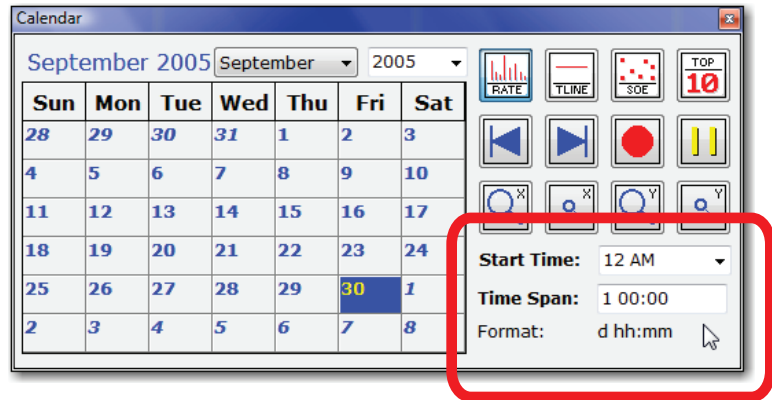 Calendar
September 2005 September 2005
Sun Mon Tue Wed Thu Fri Sat
28 29 30 31 1 2 3
4 5 6 7 8 9 10
11 12 13 14 15 16 17
18 19 20 21 22 23 24
25 26 27 28 29 30 1
2 3 4 5 6 7 8
RATE TLINE SOE TOP 10
X X Y Y
Start Time: 12 AM
Time Span: 1 00:00
Format: d hh:mm